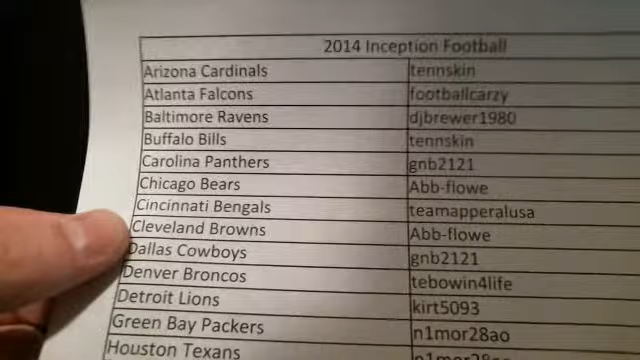 2014 Inception Football
Arizona Cardinals tennskin
Atlanta Falcons footballcarzy
Baltimore Ravens djbrewer1980
Buffalo Bills tennskin
Carolina Panthers gnb2121
Chicago Bears Abb-flowe
Cincinnati Bengals teamapperalusa
Cleveland Browns Abb-flowe
Dallas Cowboys gnb2121
Denver Broncos tebowin4life
Detroit Lions kirt5093
Green Bay Packers n1mor28ao
Houston Texans n1mor28ao